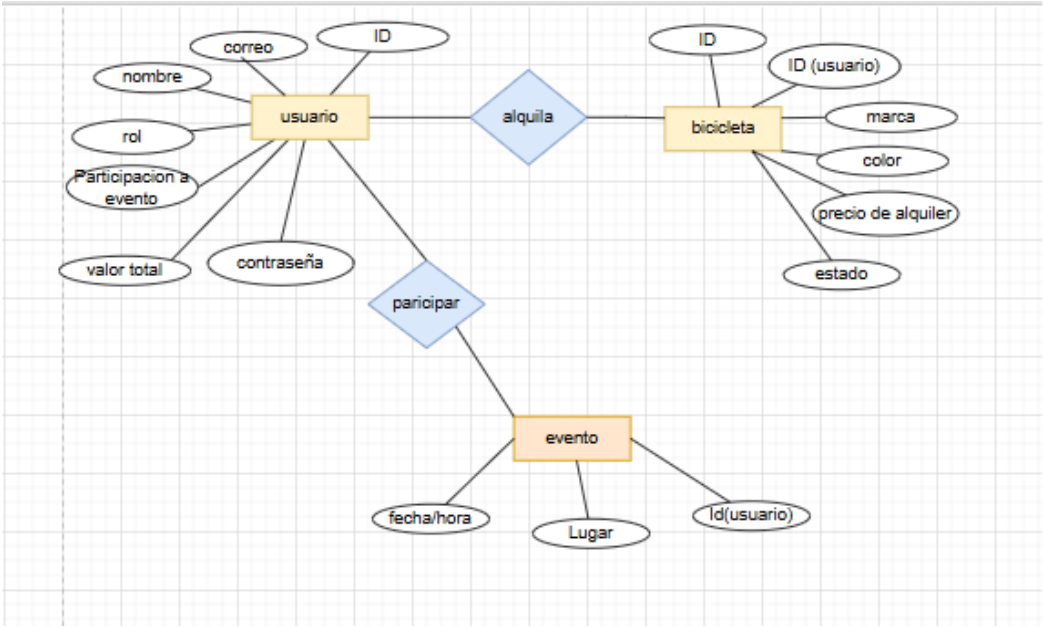 ID
correo
nombre
usuario
rol
Participacion a
evento
valor total
contraseña
alquila
ID
ID (usuario)
bicicleta
marca
color
precio de alquiler
estado
paricipar
evento
fecha/hora
Lugar
Id(usuario)